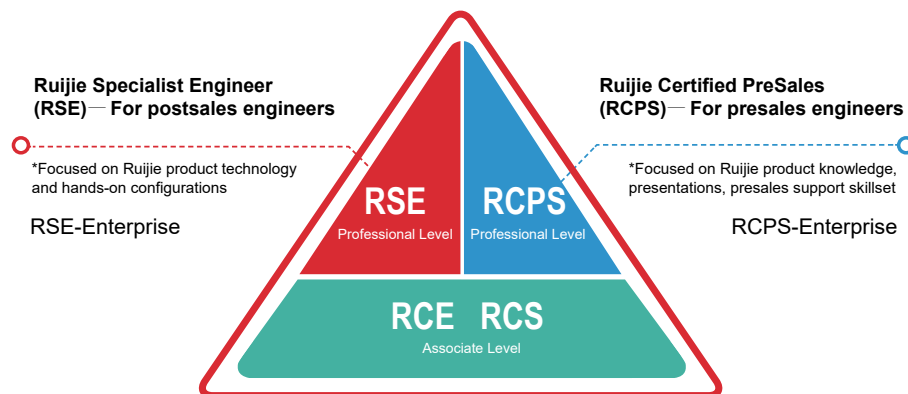 Ruijie Specialist Engineer
(RSE)— For postsales engineers
*Focused on Ruijie product technology
and hands-on configurations
RSE-Enterprise
Ruijie Certified PreSales
(RCPS)— For presales engineers
*Focused on Ruijie product knowledge,
presentations, presales support skillset
RCPS-Enterprise
RSE
Professional Level
RCPS
Professional Level
RCE RCS
Associate Level